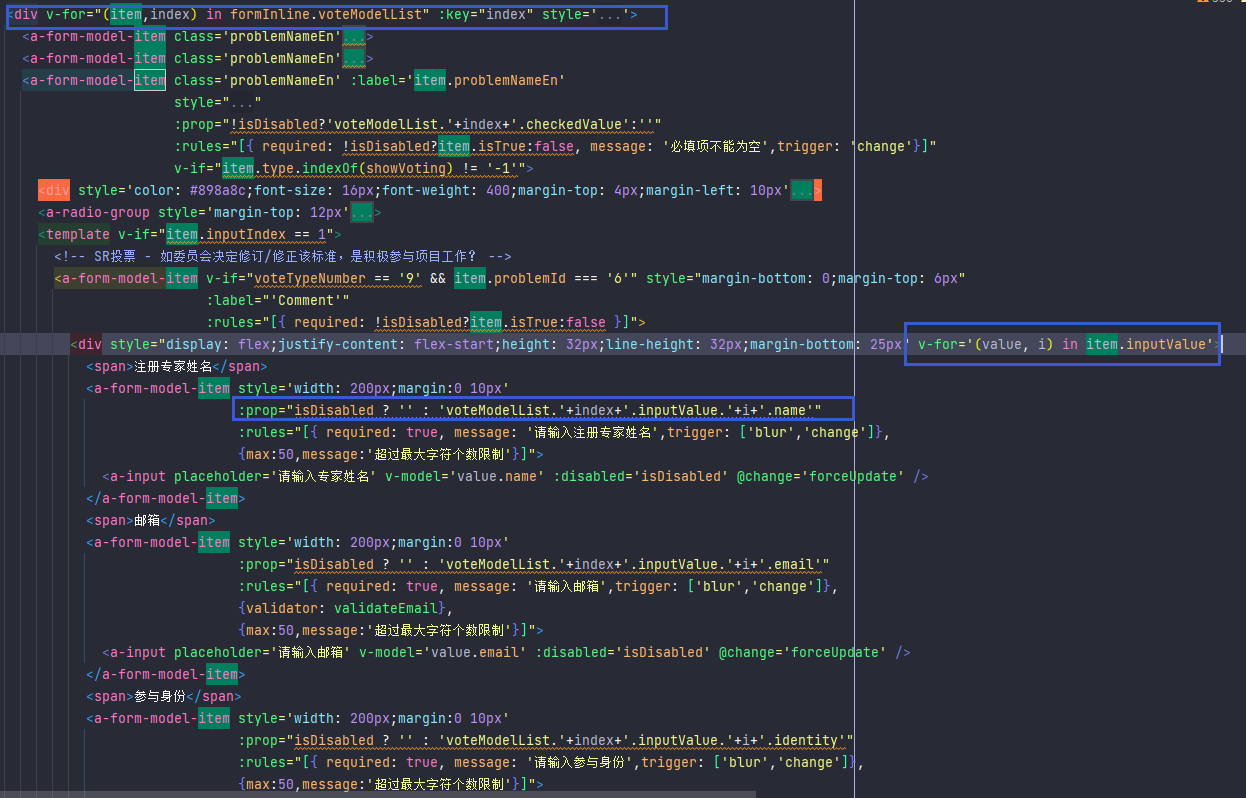 <div v-for="(item,index) in formInline.voteModelList" :key="index" style='...'>
<a-form-model-item class='problemNameEn'...>
<a-form-model-item class='problemNameEn'...>
<a-form-model-item class='problemNameEn' :label='item.problemNameEn'
style="..."
:prop="!isDisabled?'voteModelList.'+index+'.checkedValue':''"
:rules="[{ required: !isDisabled?item.isTrue:false, message: '必填项不能为空',trigger: 'change'}]"
v-if="item.type.indexOf(showVoting) != '-1'">
<div style='color: #898a8c;font-size: 16px;font-weight: 400;margin-top: 4px;margin-left: 10px'...>
<a-radio-group style='margin-top: 12px'...>
<template v-if="item.inputIndex == 1">
<!-- SR投票 - 如委员会决定修订/修正该标准，是积极参与项目工作？ -->
<a-form-model-item v-if="voteTypeNumber == '9' && item.problemId === '6'" style="margin-bottom: 0;margin-top: 6px"
:label="'Comment'"
:rules="[{ required: !isDisabled?item.isTrue:false }]">
<div style="display: flex;justify-content: flex-start;height: 32px;line-height: 32px;margin-bottom: 25px" v-for='(value, i) in item.inputValue'>
<span>注册专家姓名</span>
<a-form-model-item style='width: 200px;margin:0 10px'
:prop="isDisabled ? '' : 'voteModelList.'+index+'.inputValue.'+i+'.name'"
:rules="[{ required: true, message: '请输入注册专家姓名',trigger: ['blur','change']},
{max:50,message:'超过最大字符个数限制'}]">
<a-input placeholder='请输入专家姓名' v-model='value.name' :disabled='isDisabled' @change='forceUpdate' />
</a-form-model-item>
<span>邮箱</span>
<a-form-model-item style='width: 200px;margin:0 10px'
:prop="isDisabled ? '' : 'voteModelList.'+index+'.inputValue.'+i+'.email'"
:rules="[{ required: true, message: '请输入邮箱',trigger: ['blur','change']},
{validator: validateEmail},
{max:50,message:'超过最大字符个数限制'}]">
<a-input placeholder='请输入邮箱' v-model='value.email' :disabled='isDisabled' @change='forceUpdate' />
</a-form-model-item>
<span>参与身份</span>
<a-form-model-item style='width: 200px;margin:0 10px'
:prop="isDisabled ? '' : 'voteModelList.'+index+'.inputValue.'+i+'.identity'"
:rules="[{ required: true, message: '请输入参与身份',trigger: ['blur','change']},
{max:50,message:'超过最大字符个数限制'}]">